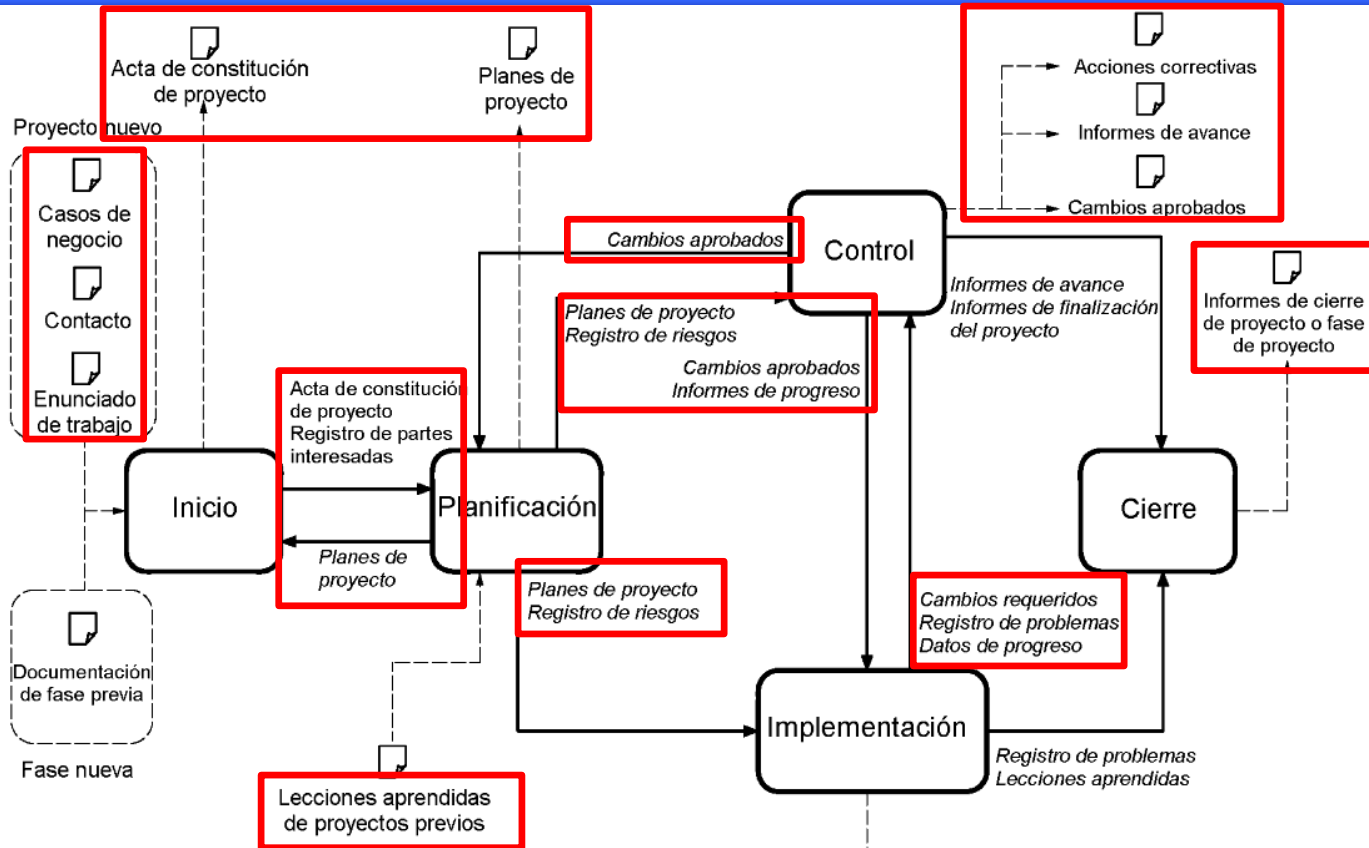 Acta de constitución
de proyecto
Planes de
proyecto
Acciones correctivas
Informes de avance
Cambios aprobados
Proyecto nuevo
Casos de
negocio
Contacto
Enunciado
de trabajo
Cambios aprobados
Control
Planes de proyecto
Registro de riesgos
Cambios aprobados
Informes de progreso
Informes de avance
Informes de finalización
del proyecto
Informes de cierre
de proyecto o fase
de proyecto
Acta de constitución
de proyecto
Registro de partes
interesadas
Inicio
Planificación
Cierre
Planes de
proyecto
Planes de proyecto
Registro de riesgos
Cambios requeridos
Registro de problemas
Datos de progreso
Documentación
de fase previa
Fase nueva
Implementación
Registro de problemas
Lecciones aprendidas
Lecciones aprendidas
de proyectos previos